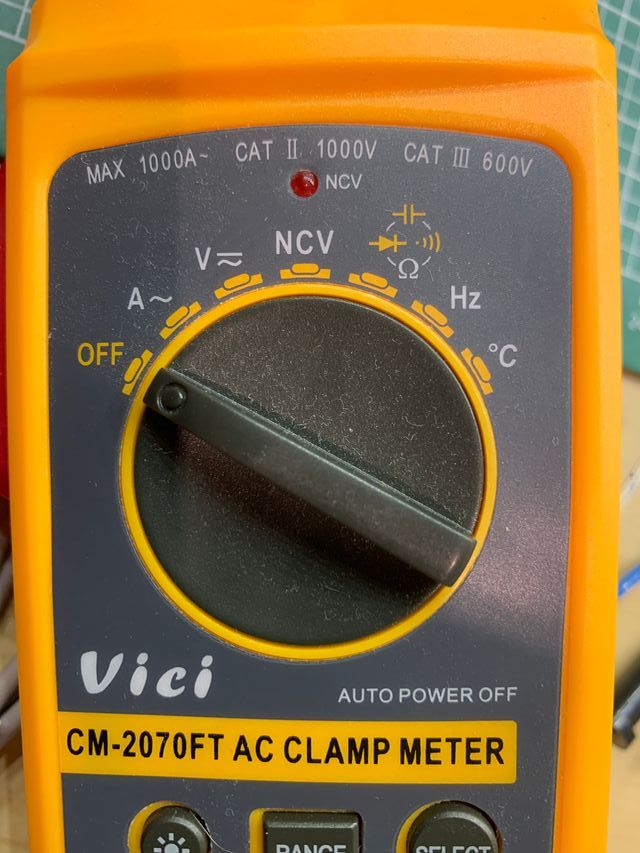 MAX 1000A~ CAT II 1000V CAT III 600V
NCV
NCV
V⎓~
A~
Ω
Hz
OFF
°C
Vici
AUTO POWER OFF
CM-2070FT AC CLAMP METER
RANGE
SELECT